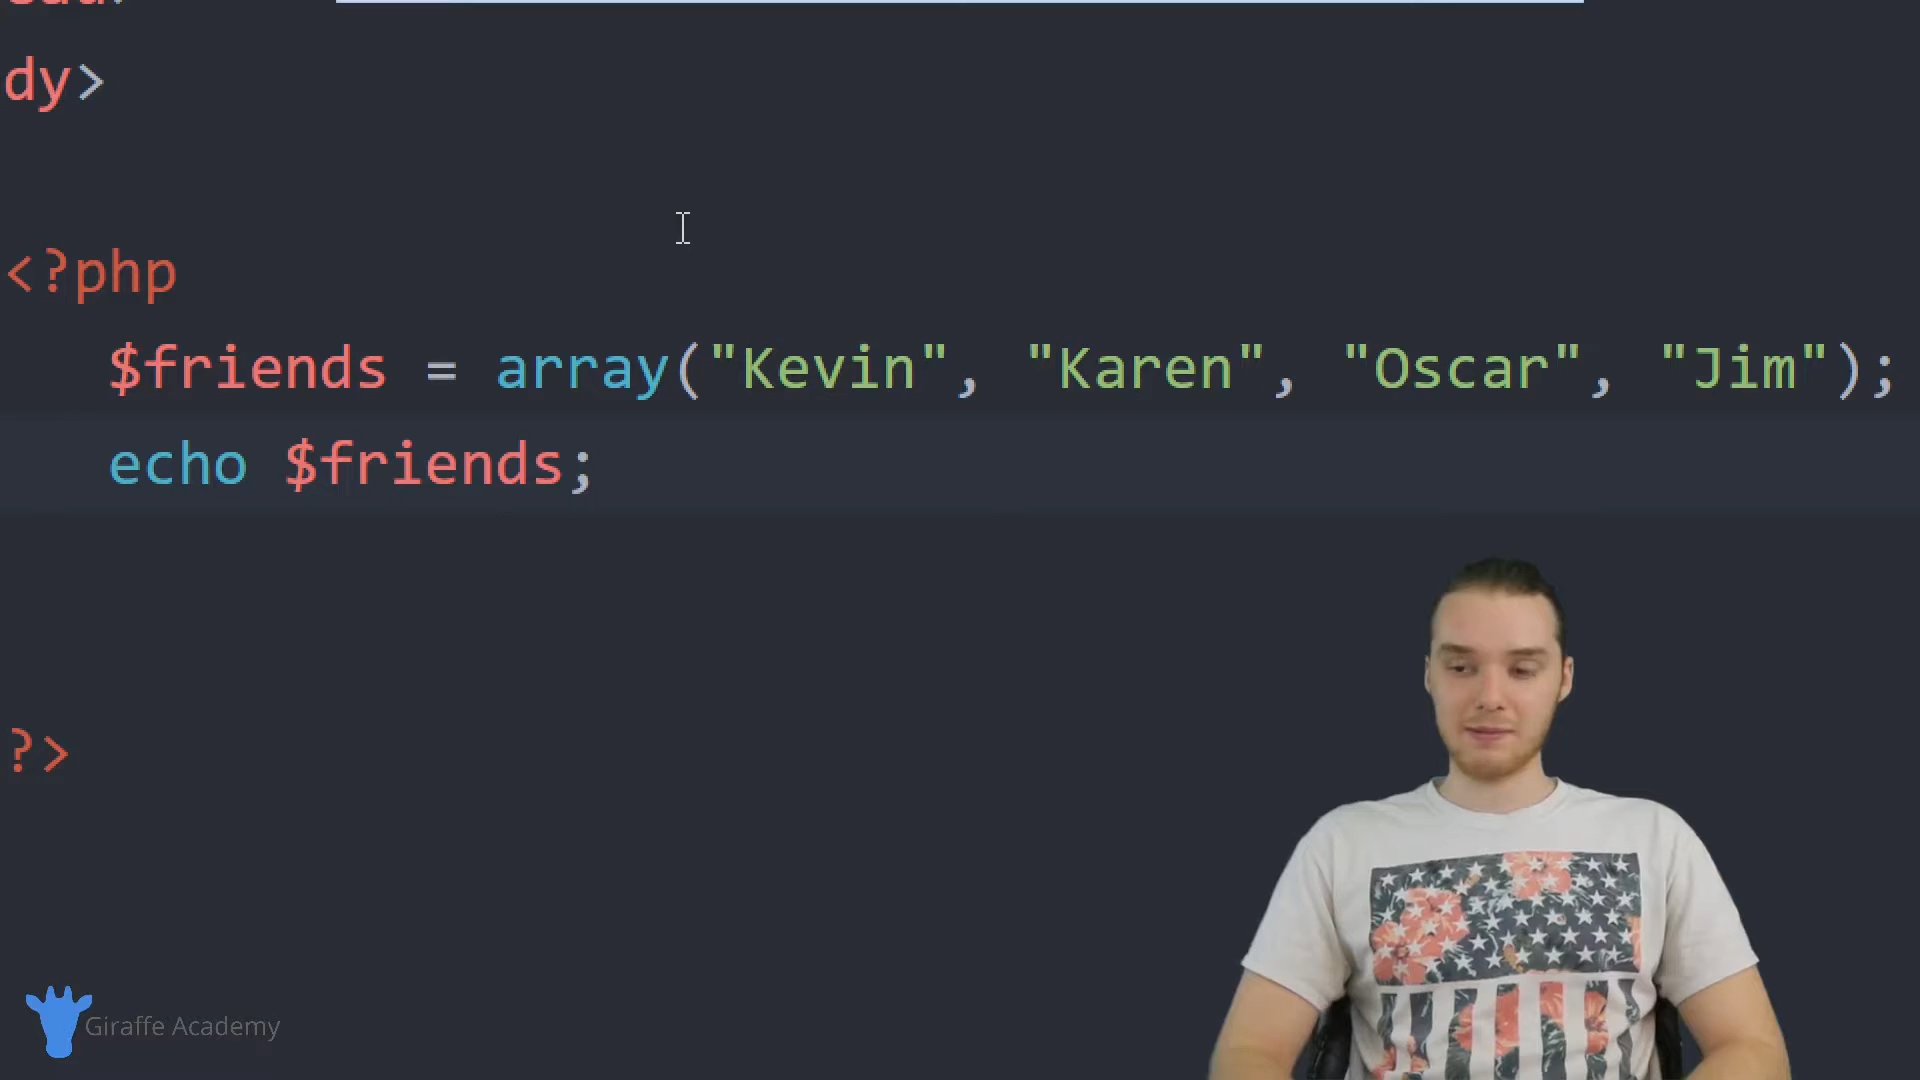 dy>
<?php
$friends = array("Kevin", "Karen", "Oscar", "Jim");
echo $friends;
?>
Giraffe Academy